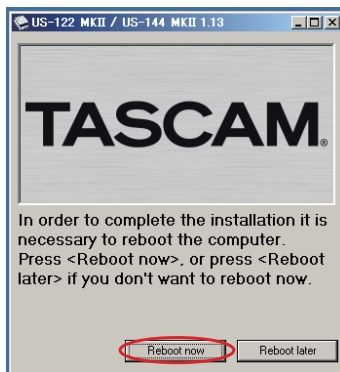 US-122 MKII / US-144 MKII 1.13
TASCAM®
In order to complete the installation it is
necessary to reboot the computer.
Press <Reboot now>, or press <Reboot
later> if you don't want to reboot now.
Reboot now
Reboot later